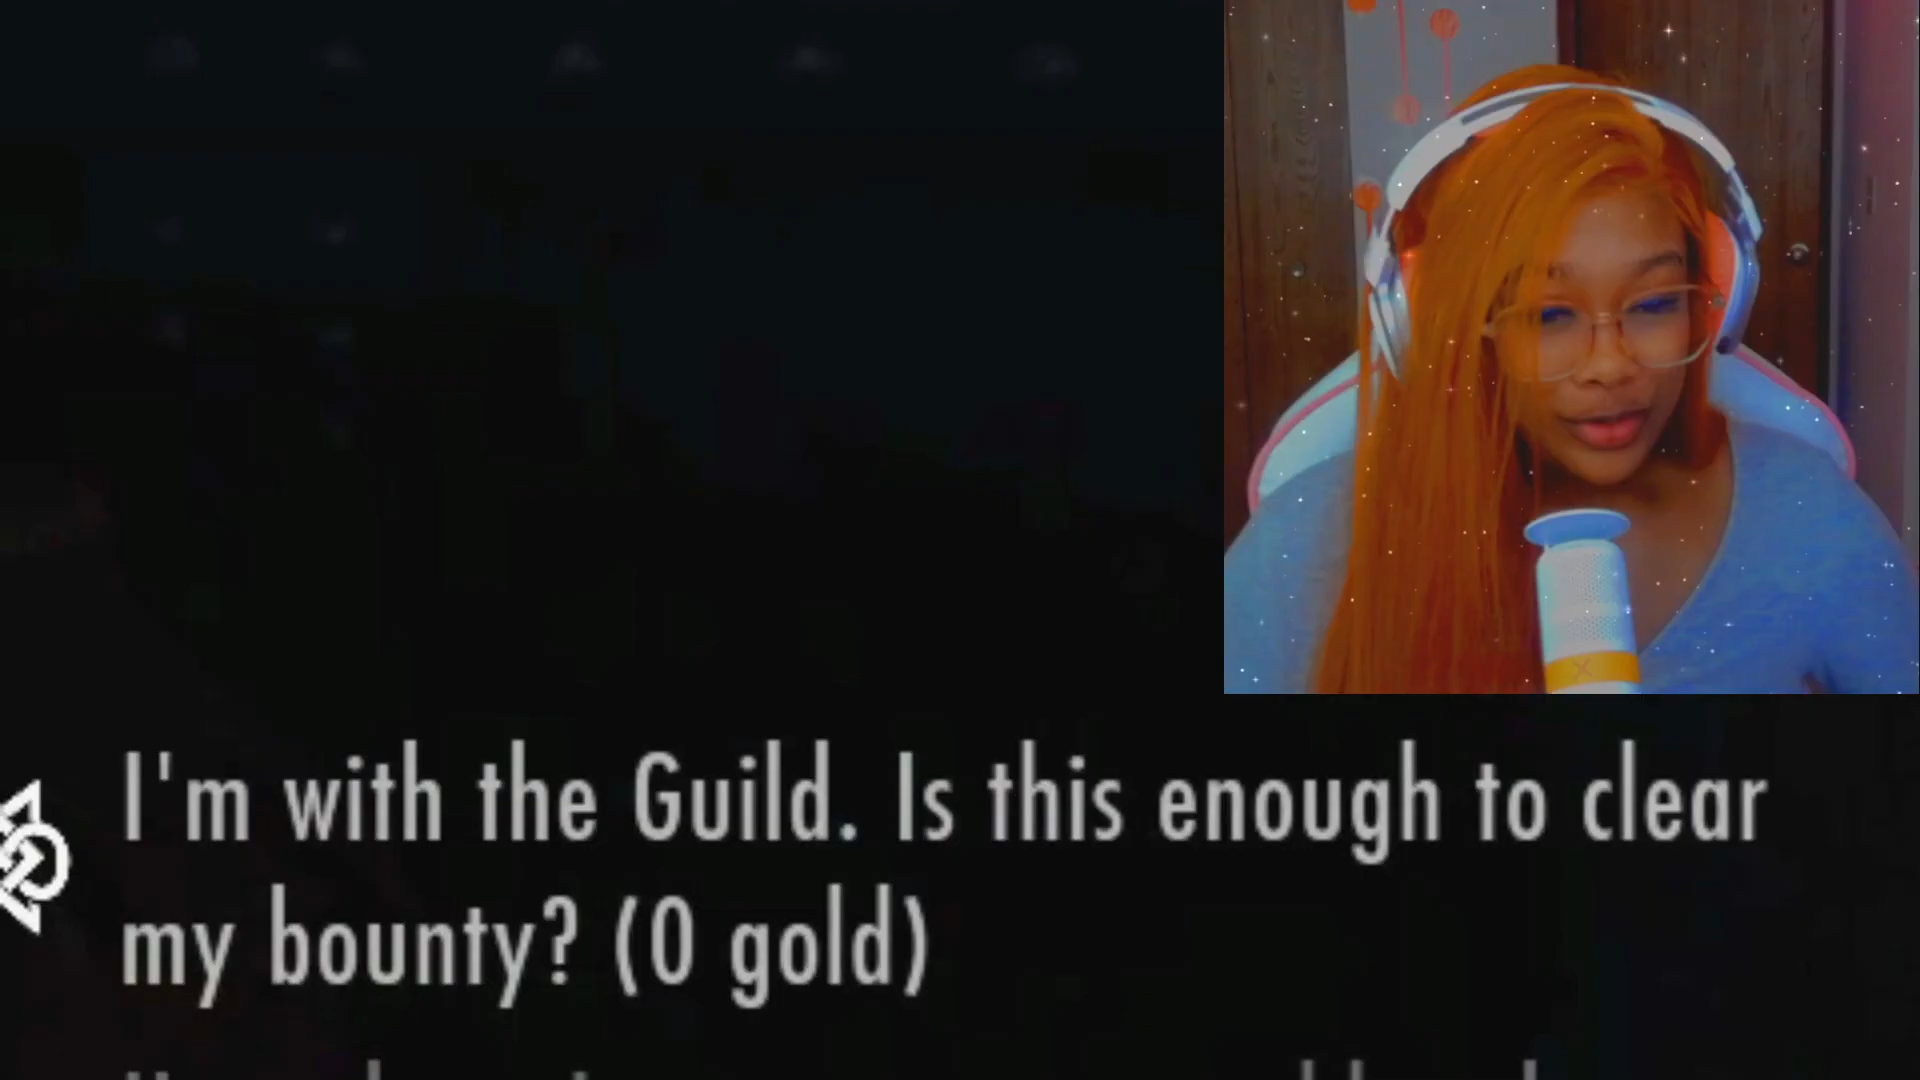 I'm with the Guild. Is this enough to clear
my bounty? (0 gold)